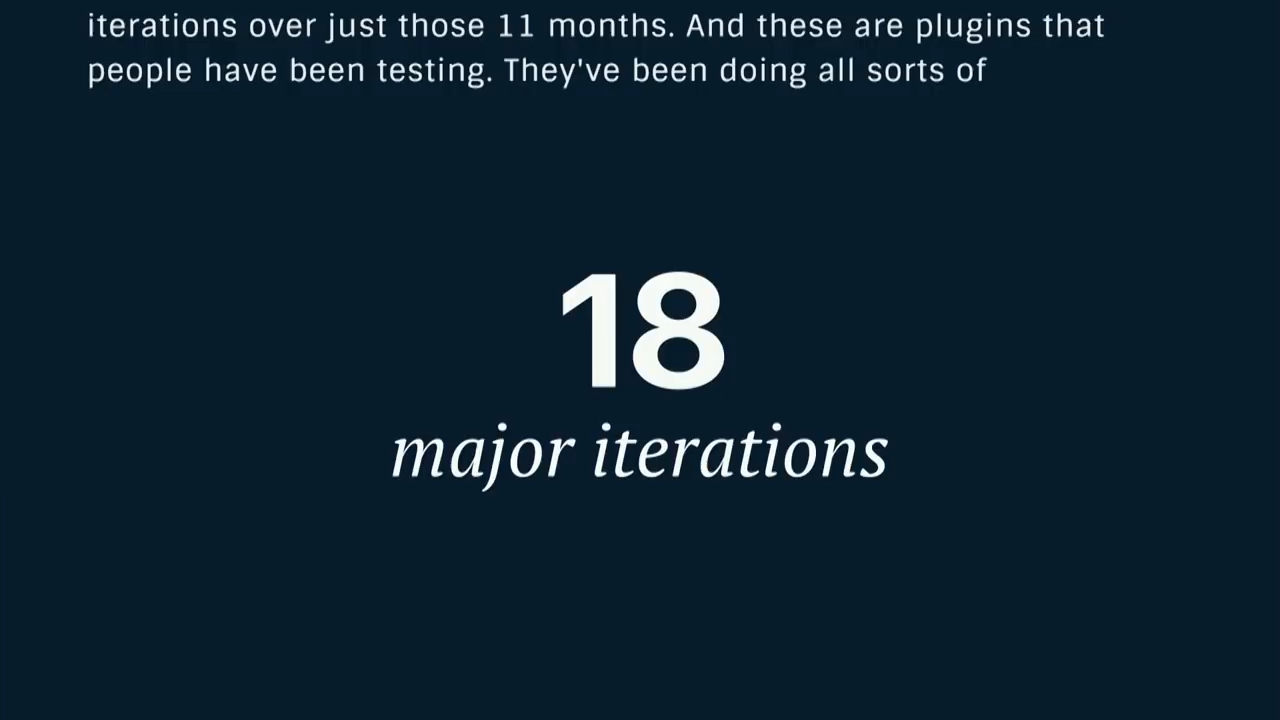 iterations over just those 11 months. And these are plugins that
people have been testing. They've been doing all sorts of
18
major iterations